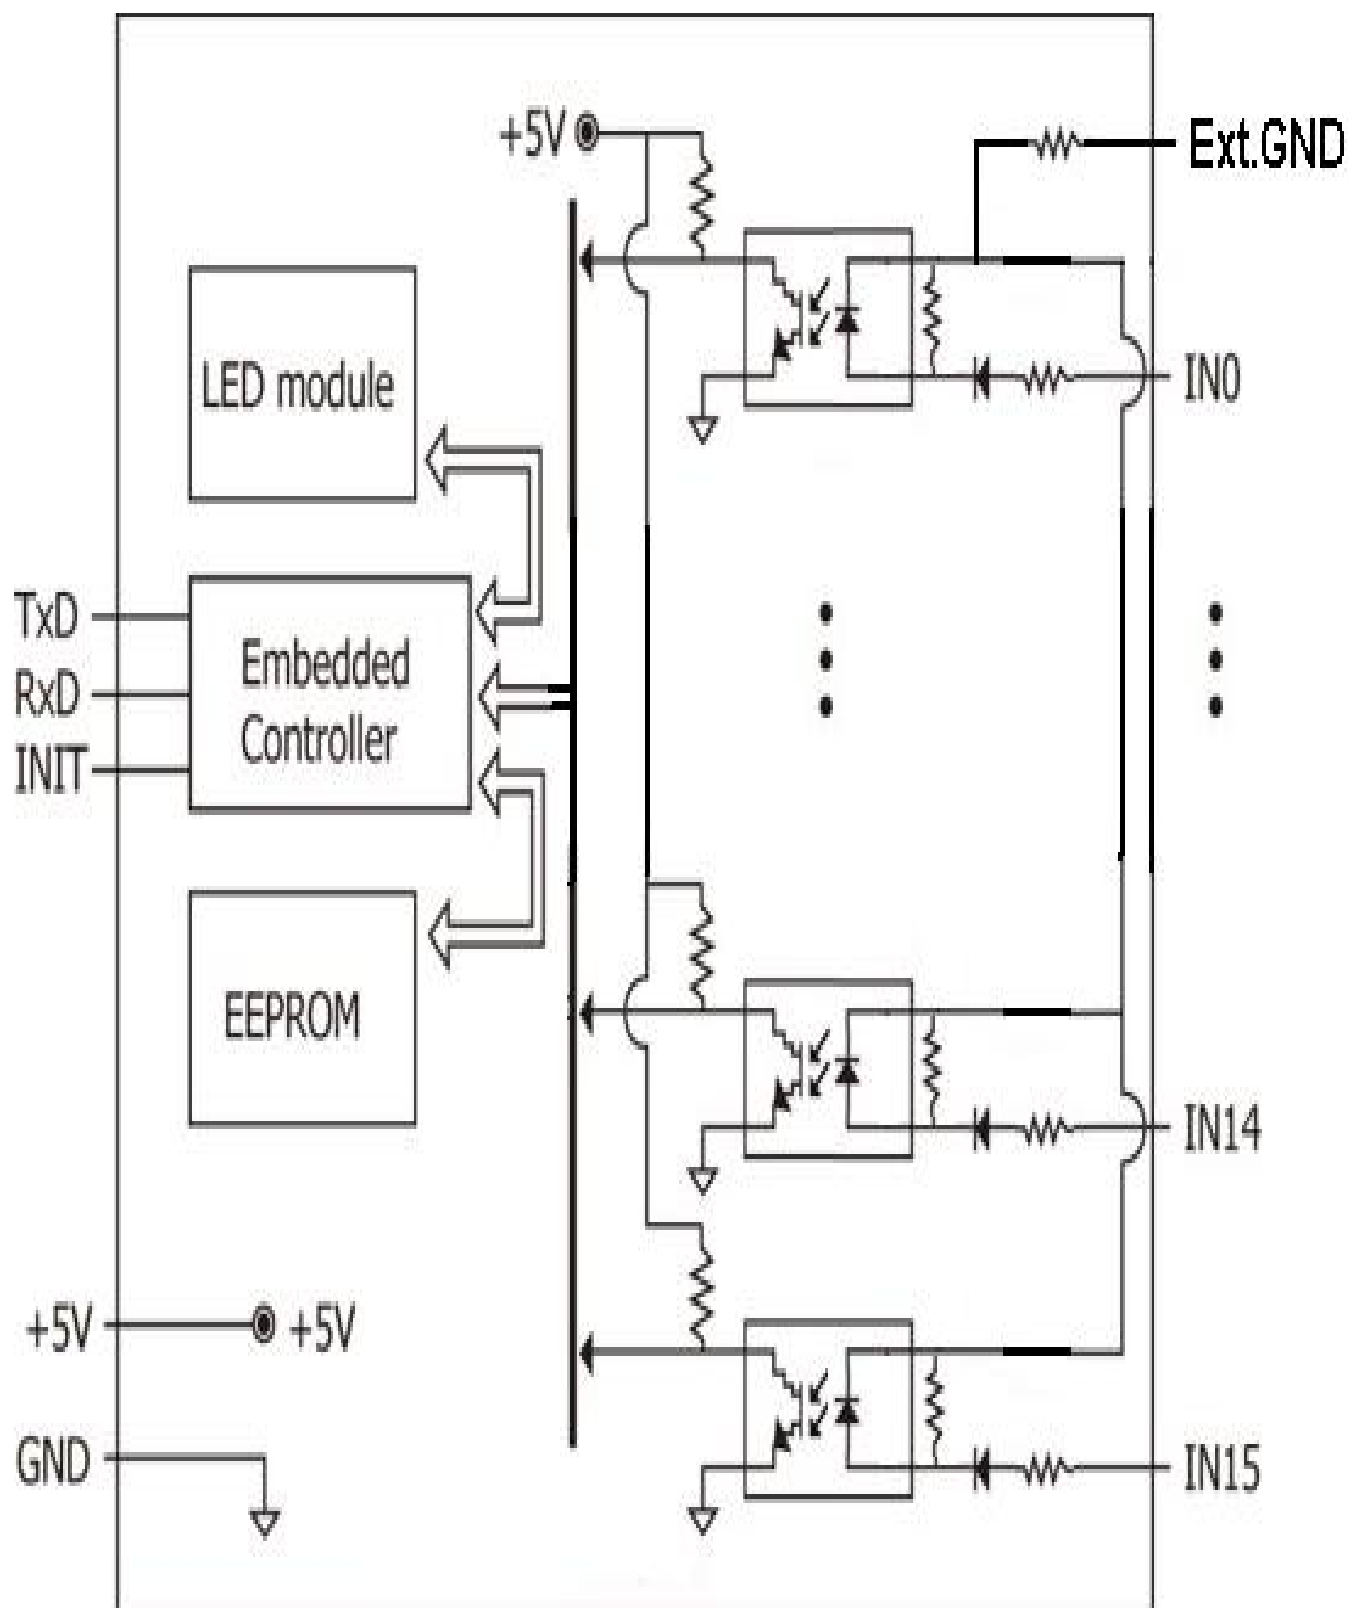 +5V
Ext.GND
LED module
IN0
TxD
RxD
INIT
Embedded
Controller
EEPROM
IN14
+5V
+5V
GND
IN15